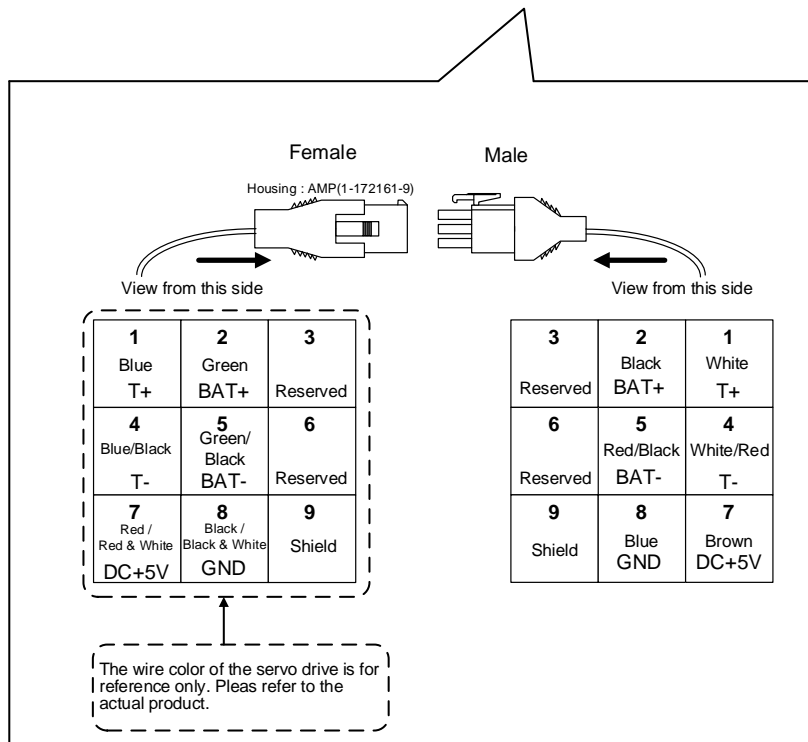 Female
Male
Housing : AMP(1-172161-9)
View from this side
View from this side
1
Blue
T+
2
Green
BAT+
3
Reserved
4
Blue/Black
T-
5
Green/
Black
BAT-
6
Reserved
7
Red /
Red & White
DC+5V
8
Black /
Black & White
GND
9
Shield
3
Reserved
2
Black
BAT+
1
White
T+
6
Reserved
5
Red/Black
BAT-
4
White/Red
T-
9
Shield
8
Blue
GND
7
Brown
DC+5V
The wire color of the servo drive is for
reference only. Pleas refer to the
actual product.